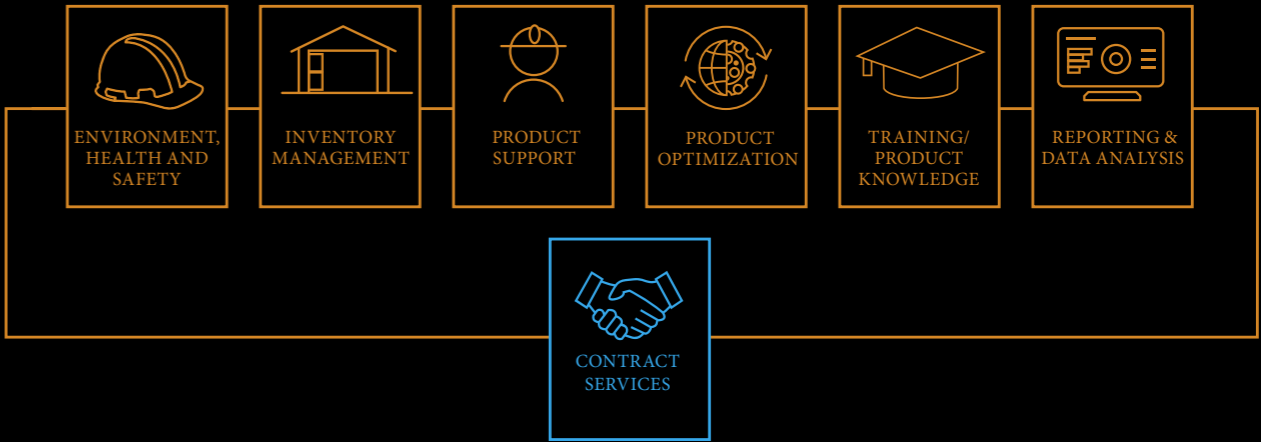 ENVIRONMENT,
HEALTH AND
SAFETY
INVENTORY
MANAGEMENT
PRODUCT
SUPPORT
PRODUCT
OPTIMIZATION
TRAINING/
PRODUCT
KNOWLEDGE
REPORTING &
DATA ANALYSIS
CONTRACT
SERVICES